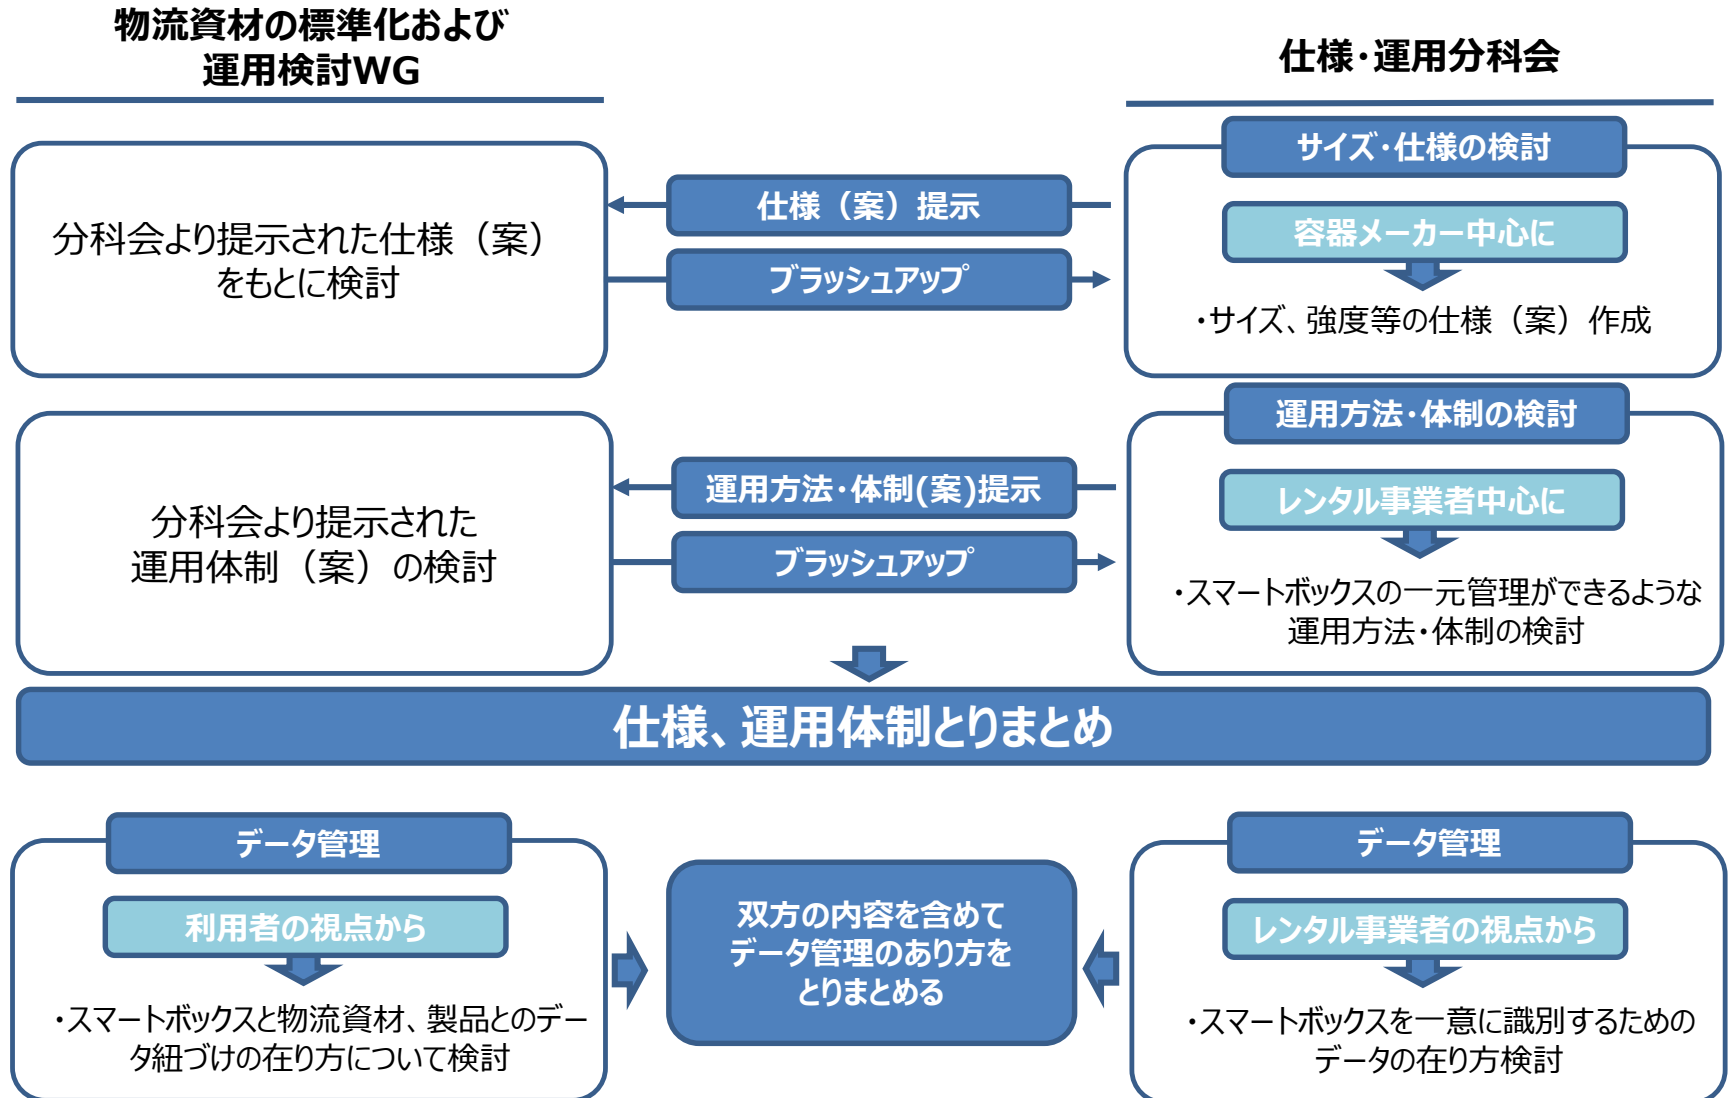 物流資材の標準化および
運用検討WG
仕様・運用分科会
分科会より提示された仕様（案）
をもとに検討
仕様（案）提示
ブラッシュアップ
サイズ・仕様の検討
容器メーカー中心に
・サイズ、強度等の仕様（案）作成
分科会より提示された
運用体制（案）の検討
運用方法・体制(案)提示
ブラッシュアップ
運用方法・体制の検討
レンタル事業者中心に
・スマートボックスの一元管理ができるような
運用方法・体制の検討
仕様、運用体制とりまとめ
データ管理
利用者の視点から
・スマートボックスと物流資材、製品とのデー
タ紐づけの在り方について検討
双方の内容を含めて
データ管理のあり方を
とりまとめる
データ管理
レンタル事業者の視点から
・スマートボックスを一意に識別するための
データの在り方検討